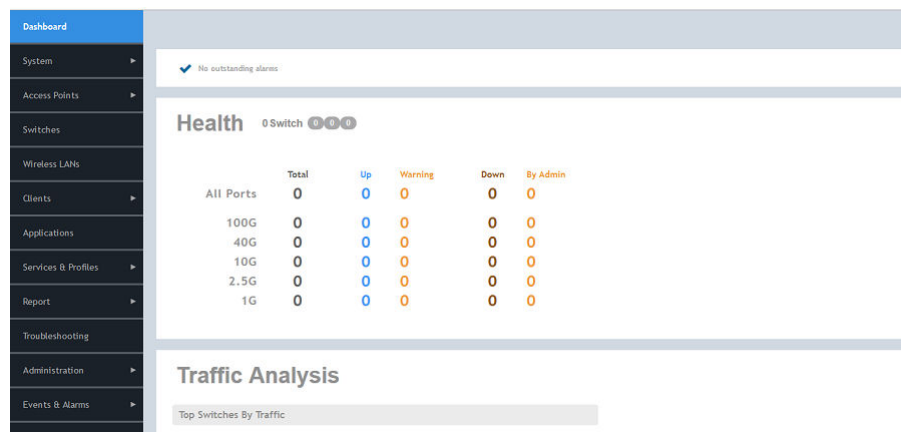 Dashboard
System
Access Points
Switches
Wireless LANs
Clients
Applications
Services & Profiles
Report
Troubleshooting
Administration
Events & Alarms
No outstanding alarms
Health 0 Switch 0 0 0
Total Up Warning Down By Admin
All Ports 0 0 0 0 0
100G 0 0 0 0 0
40G 0 0 0 0 0
10G 0 0 0 0 0
2.5G 0 0 0 0 0
1G 0 0 0 0 0
Traffic Analysis
Top Switches By Traffic